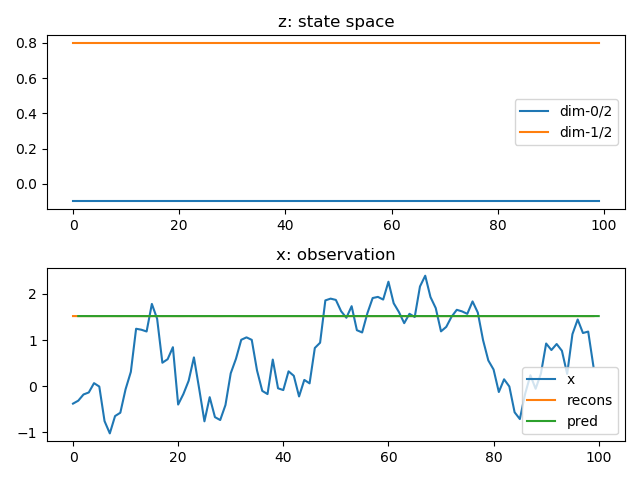 z: state space
0.8
0.6
0.4
0.2
0.0
dim-0/2
dim-1/2
0 20 40 60 80 100
x: observation
2
1
0
−1
x
recons
pred
0 20 40 60 80 100